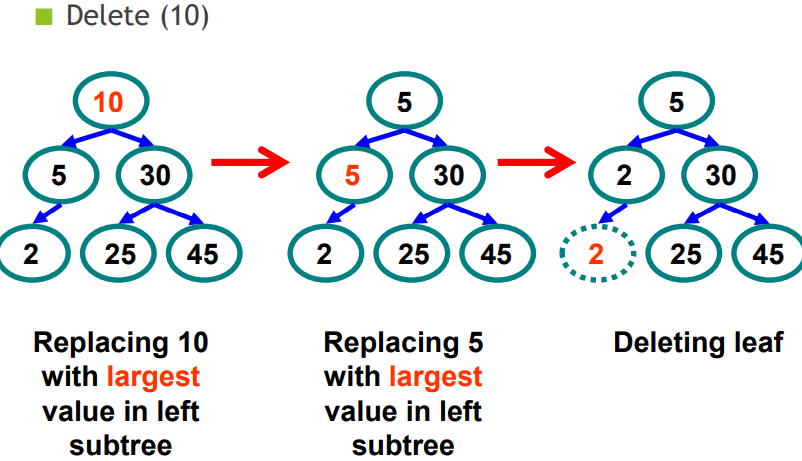 Delete (10)
10 5 5
5 30 5 30 2 30
2 25 45 2 25 45 2 25 45
Replacing 10
with largest
value in left
subtree
Replacing 5
with largest
value in left
subtree
Deleting leaf